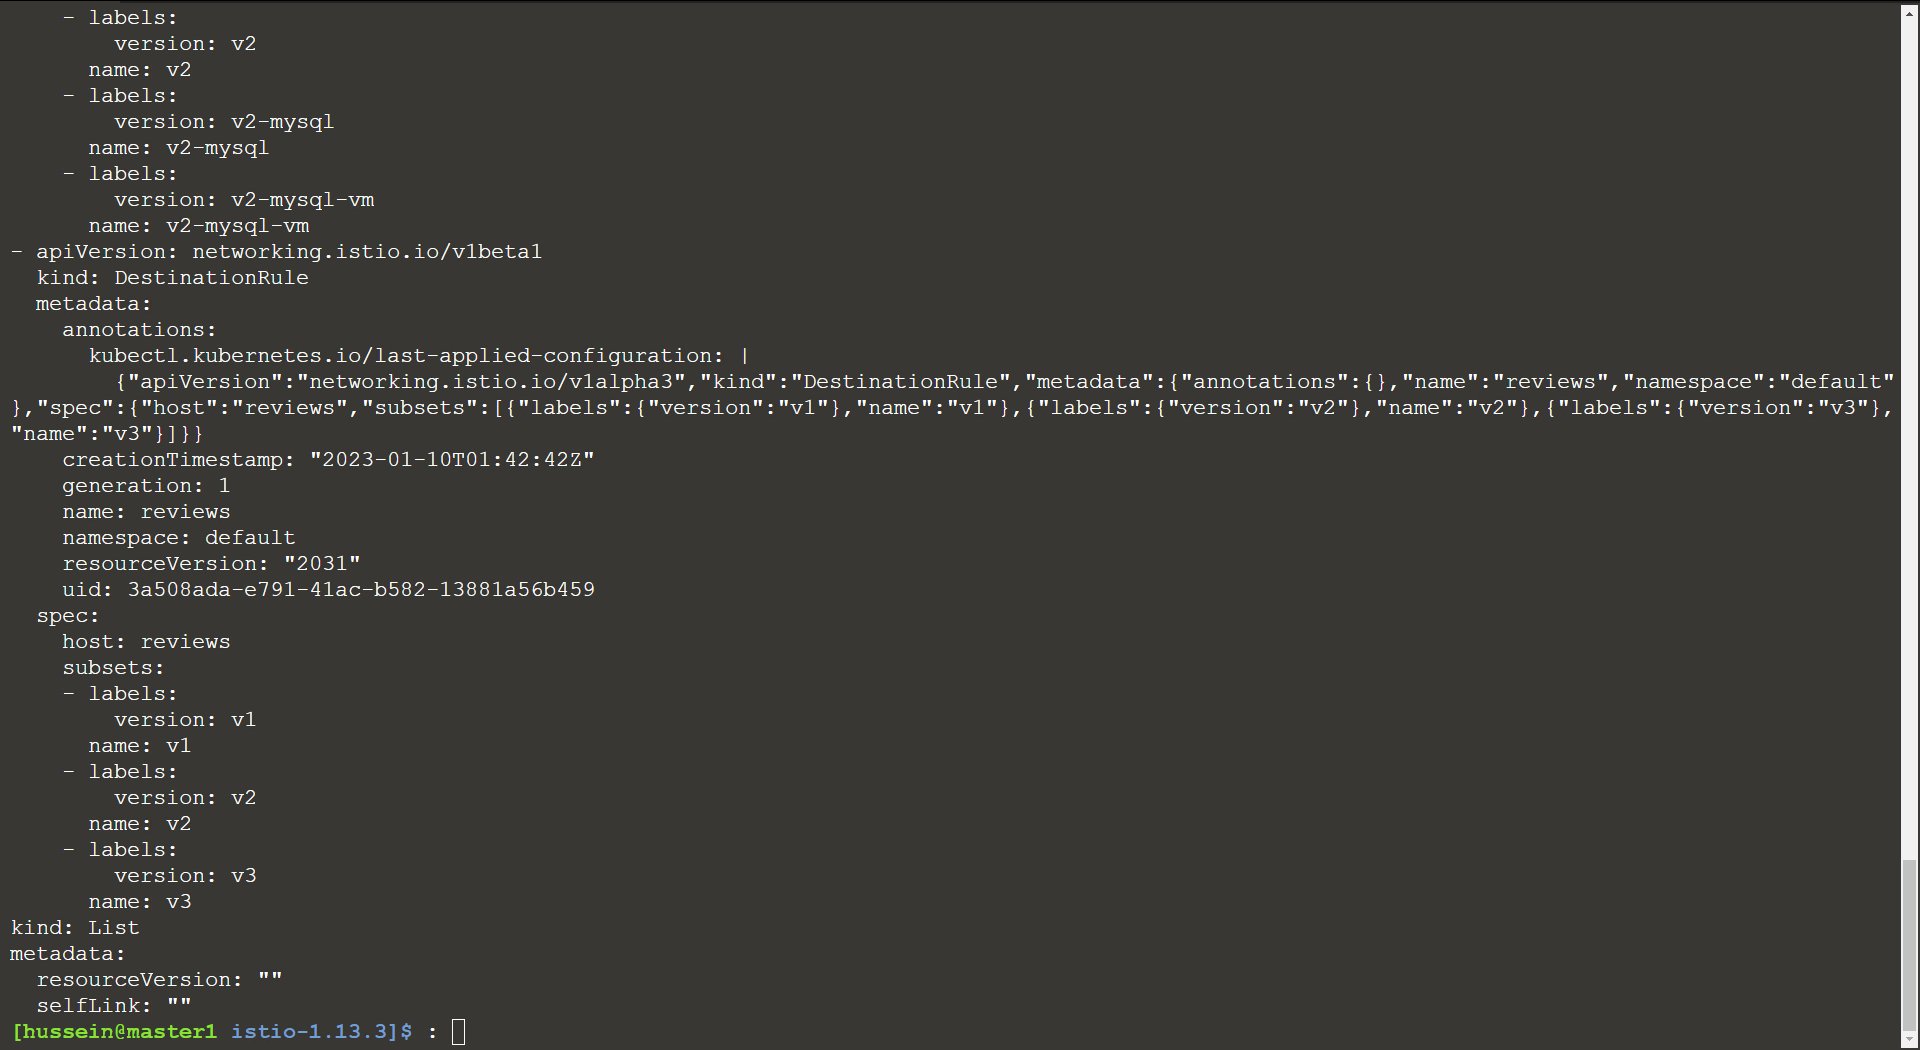 - labels:
        version: v2
      name: v2
    - labels:
        version: v2-mysql
      name: v2-mysql
    - labels:
        version: v2-mysql-vm
      name: v2-mysql-vm
- apiVersion: networking.istio.io/v1beta1
  kind: DestinationRule
  metadata:
    annotations:
      kubectl.kubernetes.io/last-applied-configuration: |
        {"apiVersion":"networking.istio.io/v1alpha3","kind":"DestinationRule","metadata":{"annotations":{},"name":"reviews","namespace":"default"
},"spec":{"host":"reviews","subsets":[{"labels":{"version":"v1"},"name":"v1"},{"labels":{"version":"v2"},"name":"v2"},{"labels":{"version":"v3"},
"name":"v3"}]}}
    creationTimestamp: "2023-01-10T01:42:42Z"
    generation: 1
    name: reviews
    namespace: default
    resourceVersion: "2031"
    uid: 3a508ada-e791-41ac-b582-13881a56b459
  spec:
    host: reviews
    subsets:
    - labels:
        version: v1
      name: v1
    - labels:
        version: v2
      name: v2
    - labels:
        version: v3
      name: v3
kind: List
metadata:
  resourceVersion: ""
  selfLink: ""
[hussein@master1 istio-1.13.3]$ :